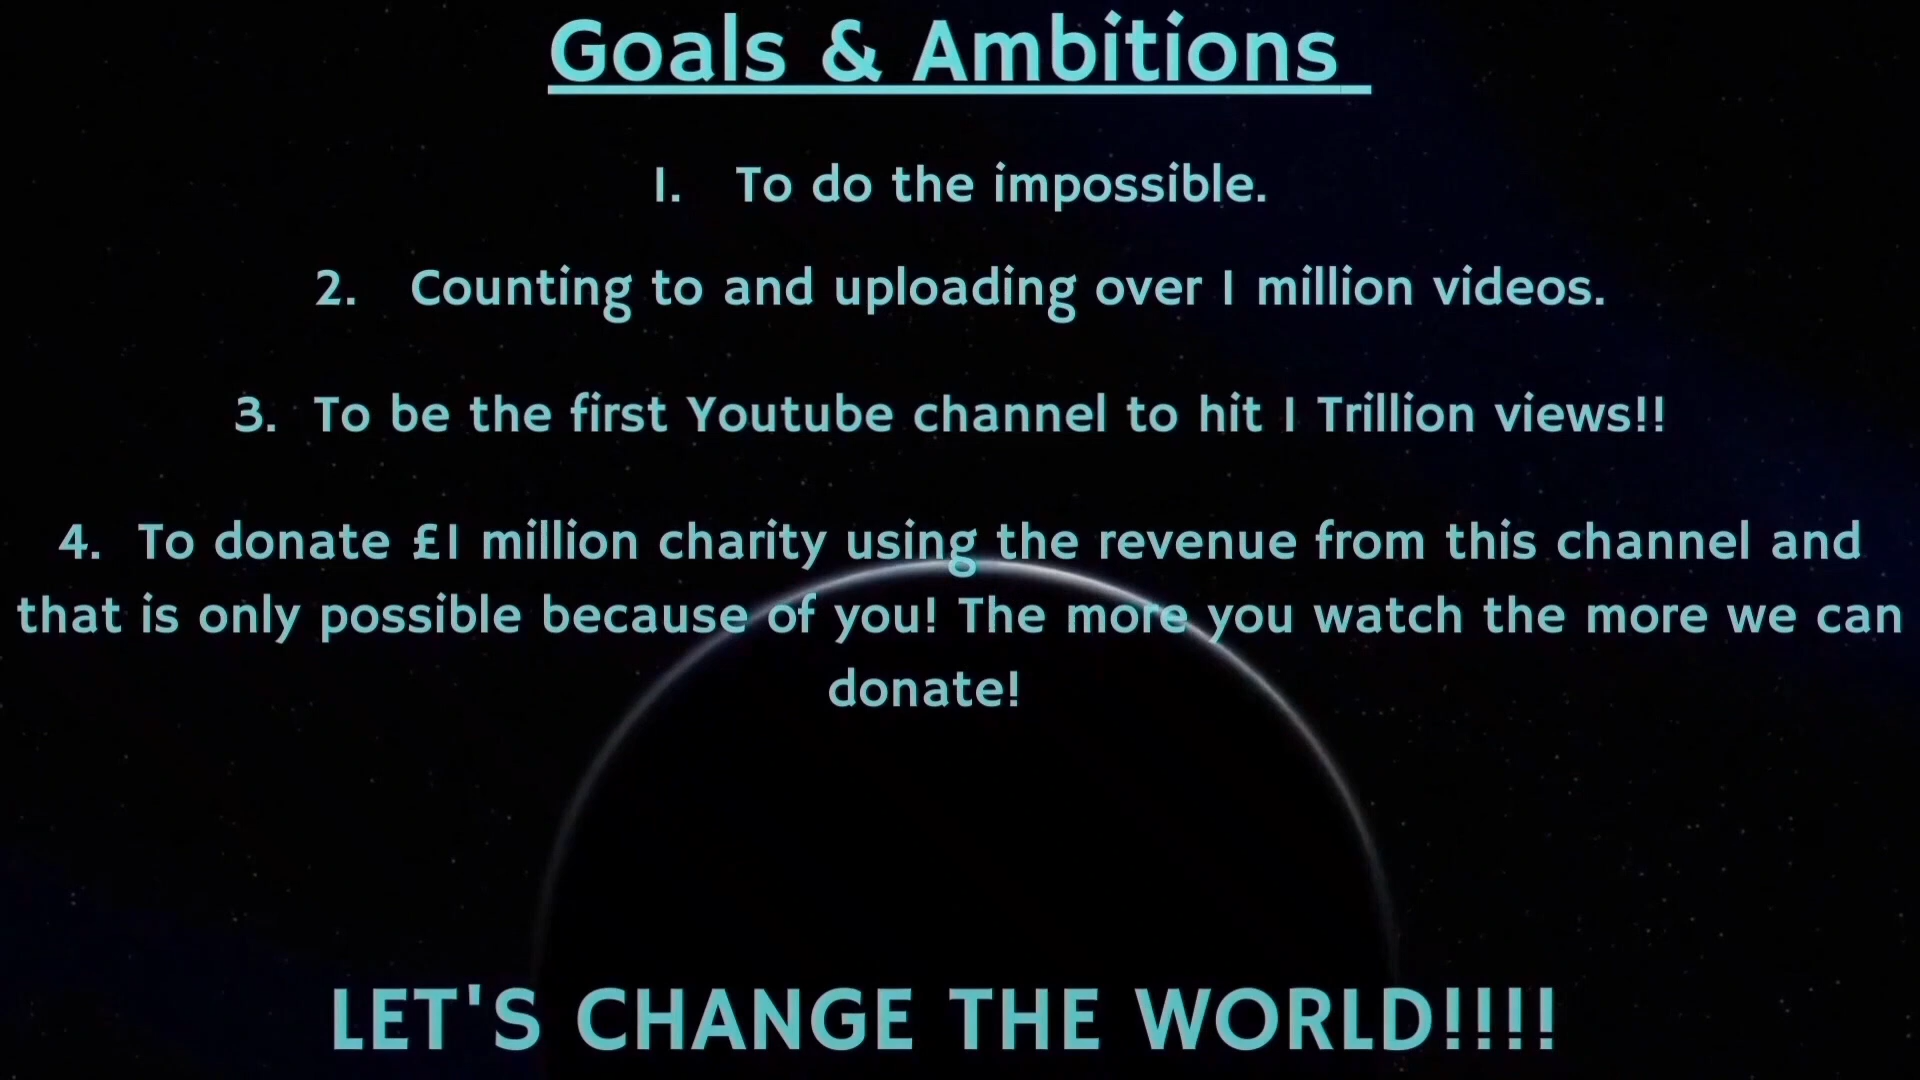 Goals & Ambitions
1. To do the impossible.
2. Counting to and uploading over 1 million videos.
3. To be the first Youtube channel to hit 1 Trillion views!!
4. To donate £1 million charity using the revenue from this channel and
that is only possible because of you! The more you watch the more we can
donate!
LET'S CHANGE THE WORLD!!!!